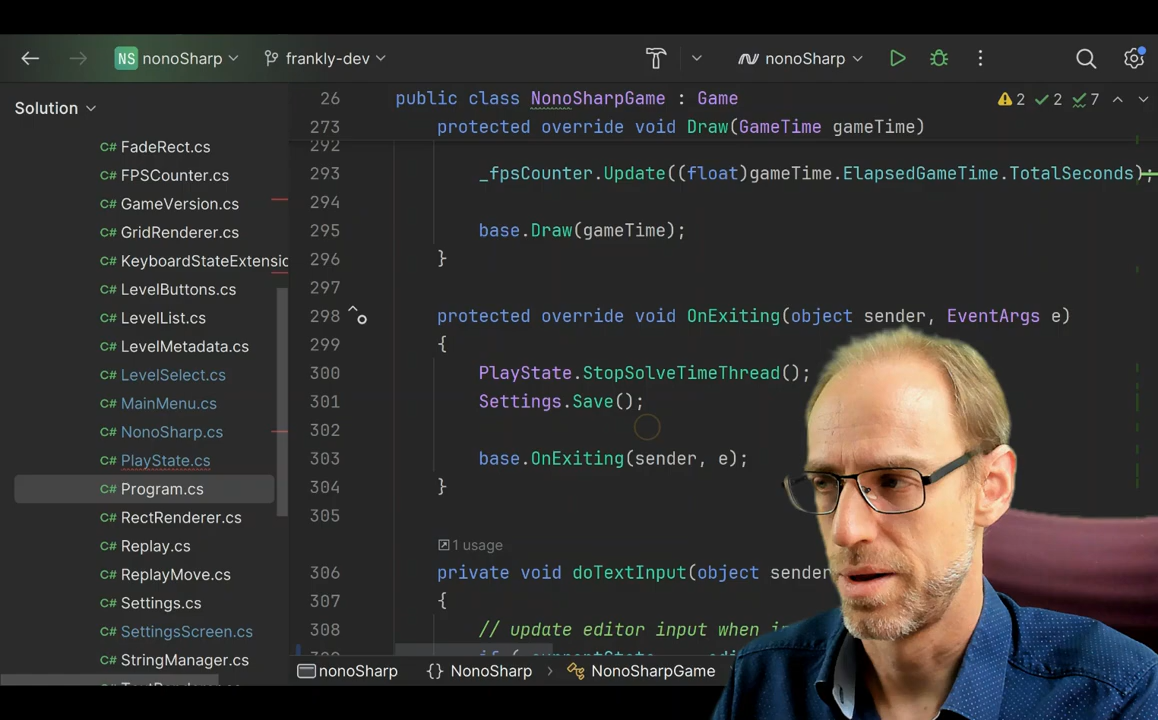 NS nonoSharp frankly-dev nonoSharp
Solution
FadeRect.cs
C# FPSCounter.cs
C# GameVersion.cs
C# GridRenderer.cs
C# KeyboardStateExtensio
C# LevelButtons.cs
C# LevelList.cs
C# LevelMetadata.cs
C# LevelSelect.cs
C# MainMenu.cs
C# NonoSharp.cs
C# PlayState.cs
C# Program.cs
C# RectRenderer.cs
C# Replay.cs
C# ReplayMove.cs
C# Settings.cs
C# SettingsScreen.cs
C# StringManager.cs
26 public class NonoSharpGame : Game
2 2 7
273 protected override void Draw(GameTime gameTime)
292
293 _fpsCounter.Update((float)gameTime.ElapsedGameTime.TotalSeconds);
294
295 base.Draw(gameTime);
296 }
297
298 protected override void OnExiting(object sender, EventArgs e)
299 {
300 PlayState.StopSolveTimeThread();
301 Settings.Save();
302
303 base.OnExiting(sender, e);
304 }
305
1 usage
306 private void doTextInput(object sender
307 {
308 // update editor input when i
nonoSharp {} NonoSharp > NonoSharpGame